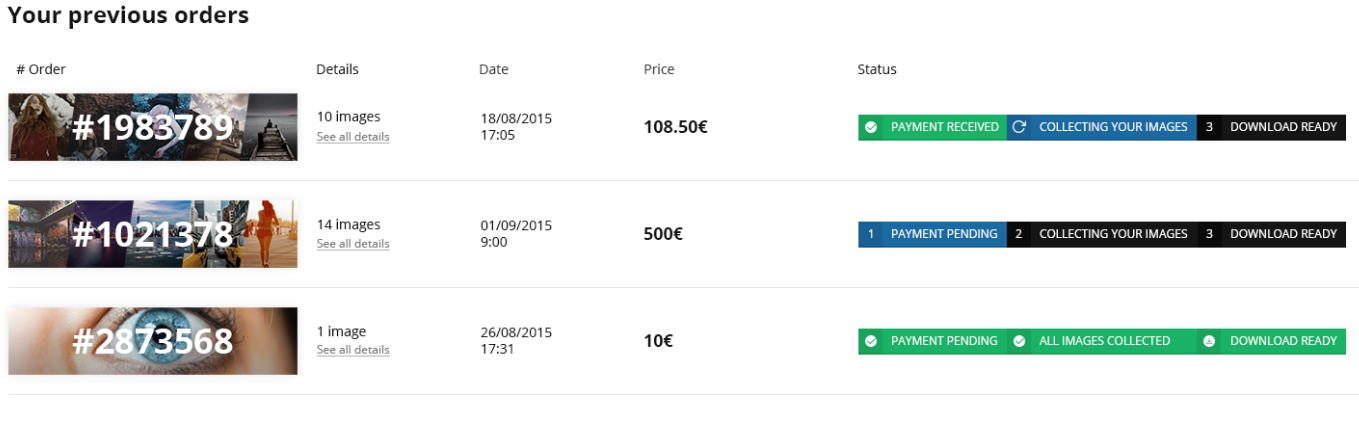 Your previous orders
# Order Details Date Price Status
#1983789
10 images
See all details
18/08/2015
17:05
108.50€
PAYMENT RECEIVED
COLLECTING YOUR IMAGES
3 DOWNLOAD READY
#1021378
14 images
See all details
01/09/2015
9:00
500€
1 PAYMENT PENDING
2 COLLECTING YOUR IMAGES
3 DOWNLOAD READY
#2873568
1 image
See all details
26/08/2015
17:31
10€
PAYMENT PENDING
ALL IMAGES COLLECTED
DOWNLOAD READY